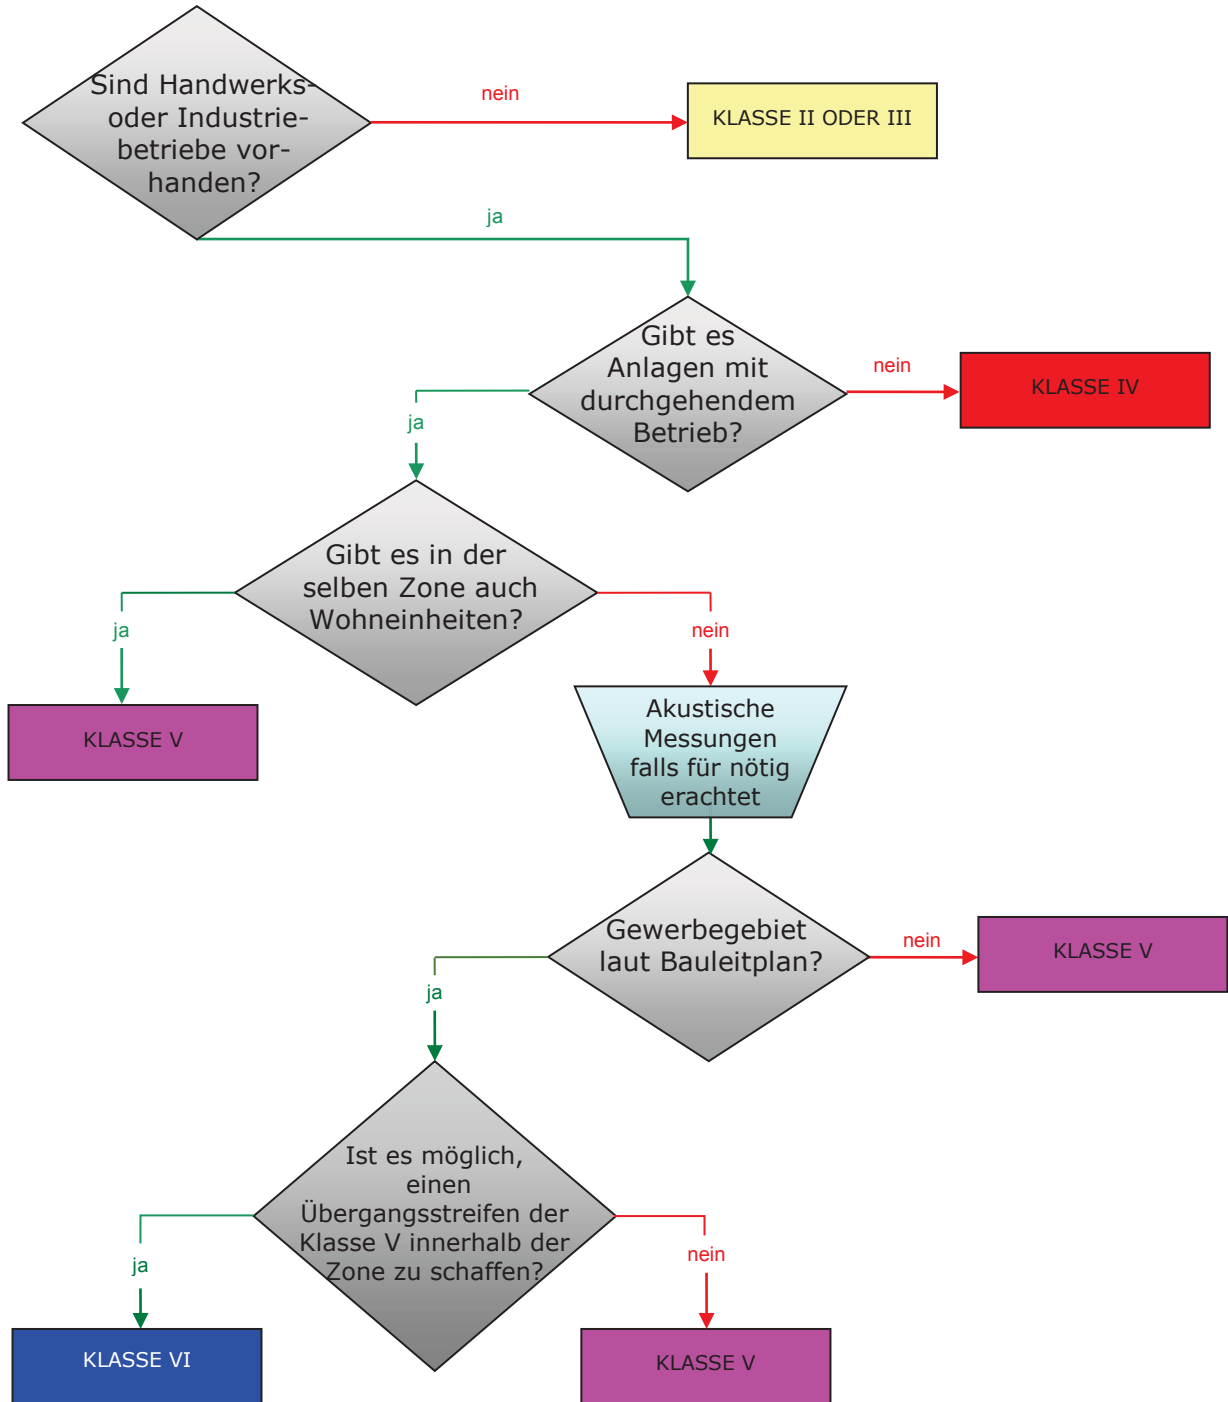 Sind Handwerks-
oder Industrie-
betriebe vor-
handen?
nein
KLASSE II ODER III
ja
Gibt es
Anlagen mit
durchgehendem
Betrieb?
nein
KLASSE IV
ja
Gibt es in der
selben Zone auch
Wohneinheiten?
ja
nein
KLASSE V
Akustische
Messungen
falls für nötig
erachtet
Gewerbegebiet
laut Bauleitplan?
nein
KLASSE V
ja
Ist es möglich,
einen
Übergangsstreifen der
Klasse V innerhalb der
Zone zu schaffen?
ja
nein
KLASSE VI
KLASSE V